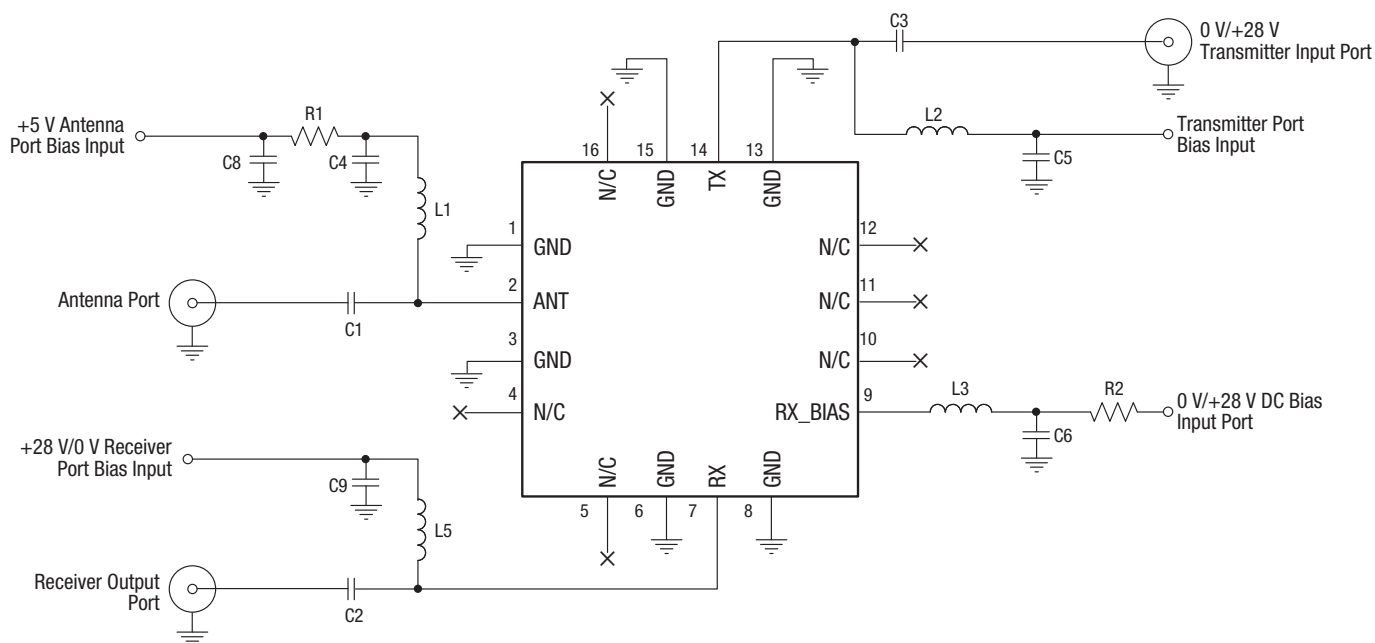 C3
0 V/+28 V
Transmitter Input Port
+5 V Antenna
Port Bias Input
R1
C8
C4
L1
L2
C5
Transmitter Port
Bias Input
16
15
14
13
N/C
GND
TX
GND
1
GND
Antenna Port
C1
2
ANT
3
GND
4
N/C
12
N/C
11
N/C
10
N/C
9
RX_BIAS
L3
C6
R2
0 V/+28 V DC Bias
Input Port
+28 V/0 V Receiver
Port Bias Input
C9
L5
N/C
GND
RX
GND
5
6
7
8
Receiver Output
Port
C2